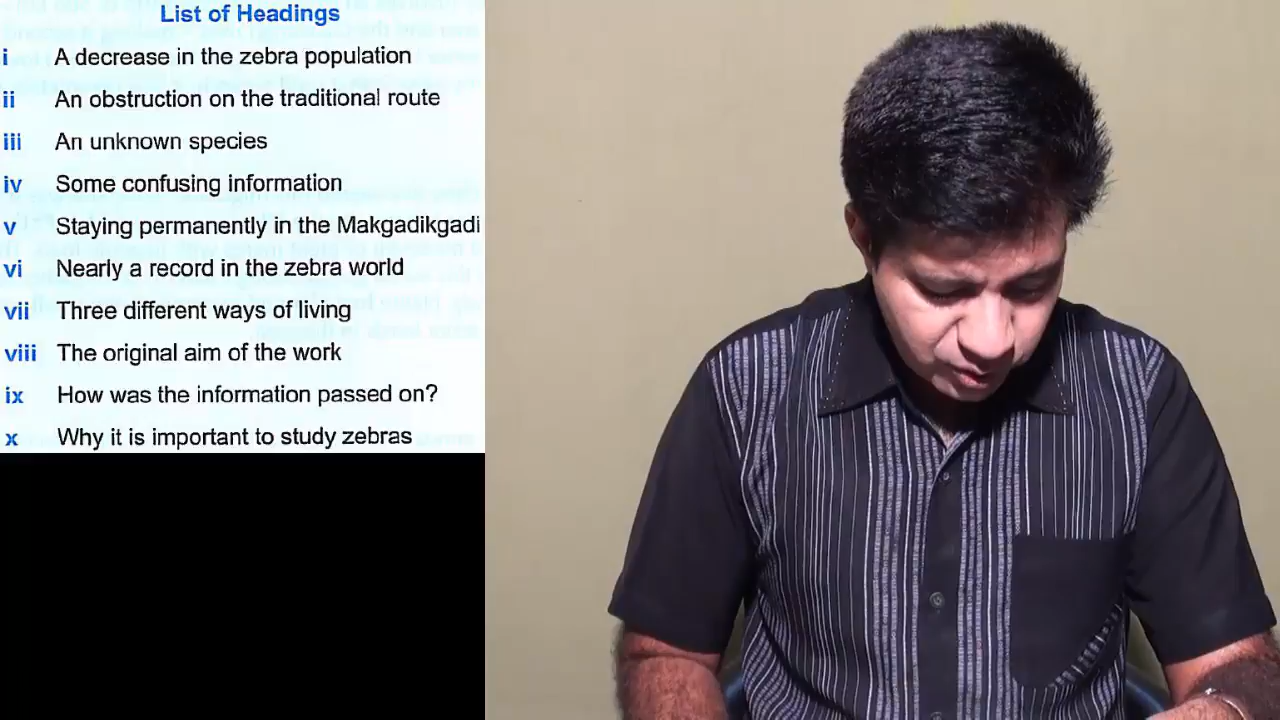 List of Headings
i A decrease in the zebra population
ii An obstruction on the traditional route
iii An unknown species
iv Some confusing information
v Staying permanently in the Makgadikgadi
vi Nearly a record in the zebra world
vii Three different ways of living
viii The original aim of the work
ix How was the information passed on?
x Why it is important to study zebras